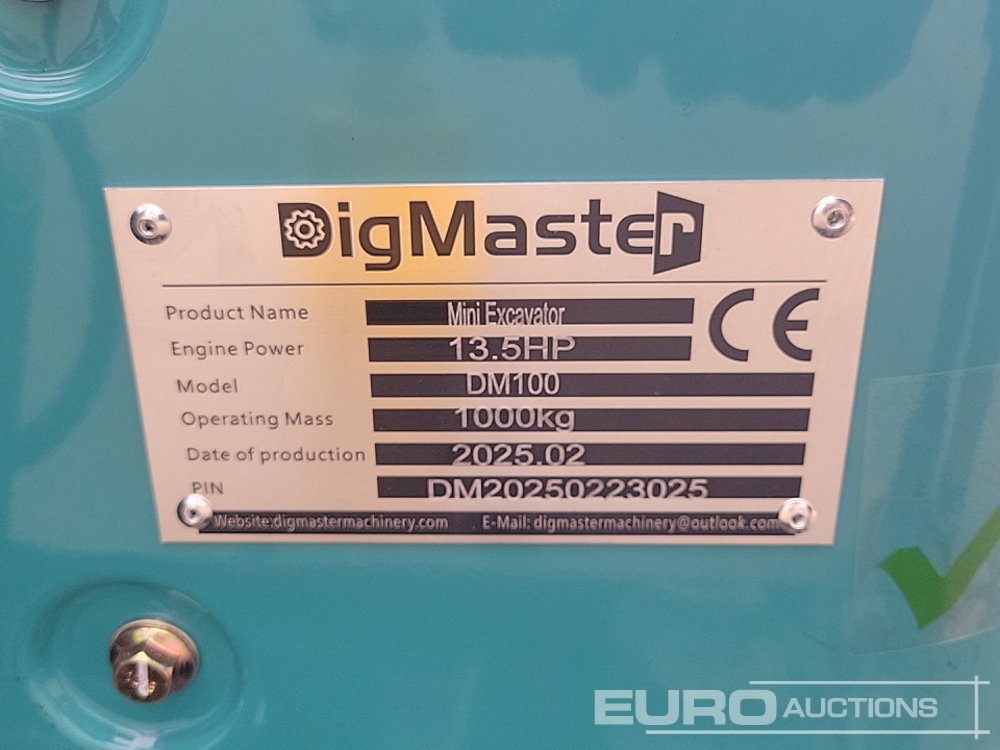 DigMaster
Product Name Mini Excavator
Engine Power 13.5HP
CE
Model DM100
Operating Mass 1000kg
Date of production 2025.02
PIN DM20250223025
Website:digmastermachinery.com E-Mail: digmastermachinery@outlook.com
EURO AUCTIONS